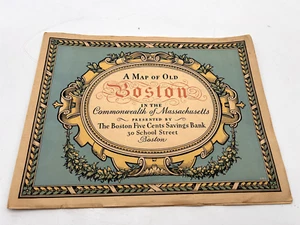 A Map of Old
Boston
IN THE
Commonwealth of Massachusetts
PRESENTED BY
The Boston Five Cents Savings Bank
30 School Street
Boston